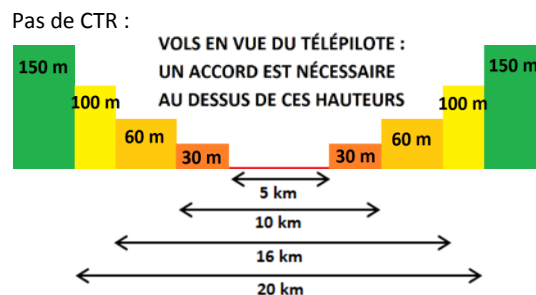 Pas de CTR :
VOLS EN VUE DU TÉLÉPILOTE :
UN ACCORD EST NÉCESSAIRE
AU DESSUS DE CES HAUTEURS
150 m
150 m
100 m
100 m
60 m
60 m
30 m
30 m
5 km
10 km
16 km
20 km